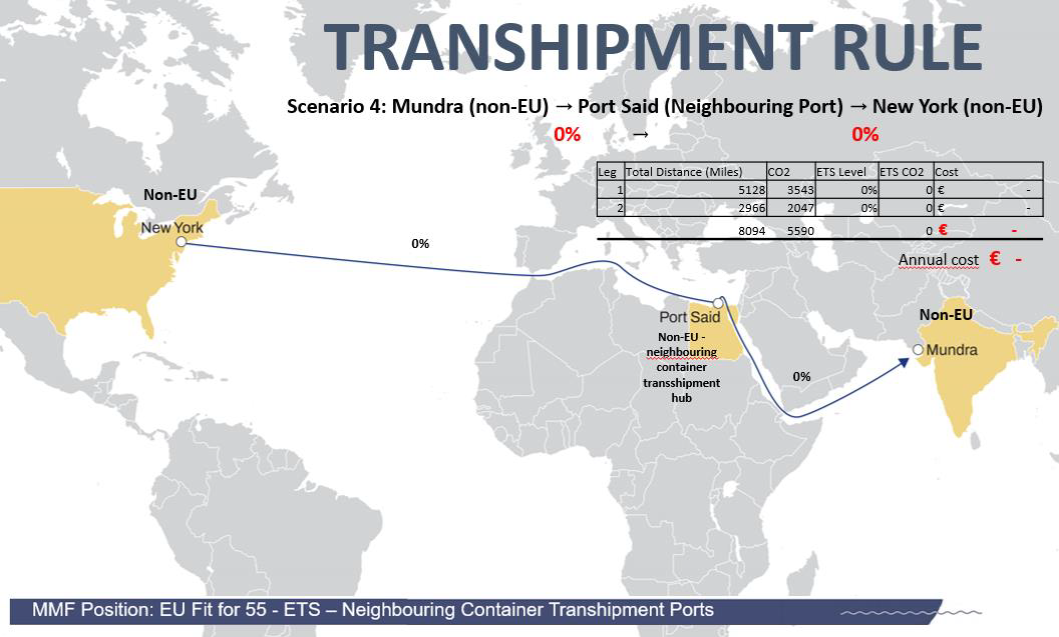 TRANSHIPMENT RULE
Scenario 4: Mundra (non-EU) → Port Said (Neighbouring Port) → New York (non-EU)
0% → 0%
Leg Total Distance (Miles) CO2 ETS Level ETS CO2 Cost
1 5128 3543 0% 0 € -
2 2966 2047 0% 0 € -
8094 5590 0 € -
Annual cost € -
Non-EU
New York
0%
Port Said
Non-EU -
neighbouring
container
transshipment
hub
0%
Non-EU
Mundra
MMF Position: EU Fit for 55 - ETS – Neighbouring Container Transhipment Ports